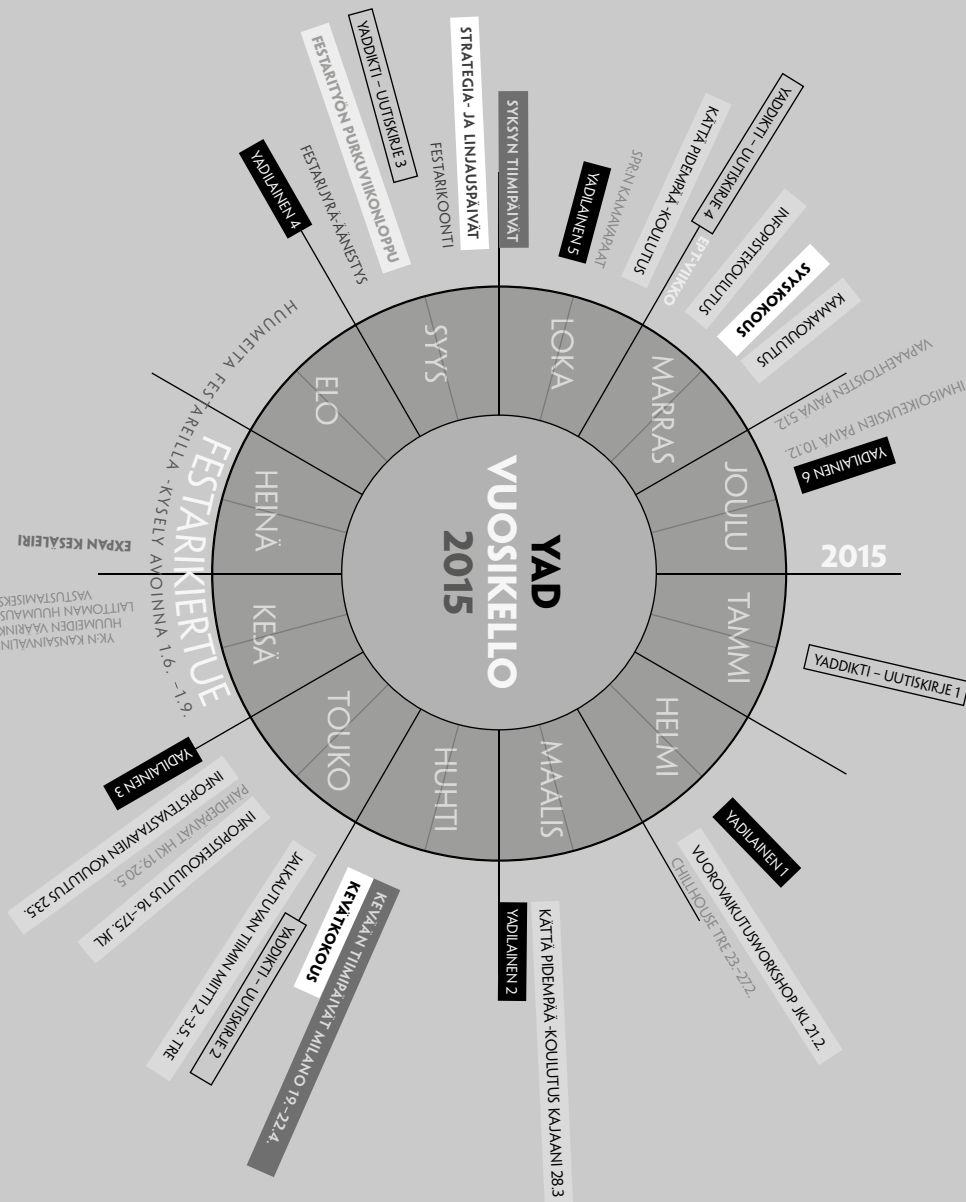 YAD
VUOSIKELLO
2015
2015
TAMMI
YADDIKTI – UUTISKIRJE 1
HELMI
YADILAINEN 1
VUOROVAIKUTUSWORKSHOP JKL 21.2.
CHILLHOUSE TRE 23.-27.2.
MAALIS
KÄTTÄ PIDEMPÄÄ -KOULUTUS KAJAANI 28.3
YADILAINEN 2
HUHTI
KEVÄÄN TIIMIPÄIVÄT MILANO 19.-22.4.
KEVÄTKOKOUS
YADDIKTI – UUTISKIRJE 2
TOUKO
JALKAUTUVAN TIIMIN MIITTI 2.-3.5. TRE
INFOPISTEKOULUTUS 16.-17.5. JKL
PÄIHDEPÄIVÄT HKI 19.-20.5.
INFOPISTEVASTAAVIEN KOULUTUS 23.5.
YADILAINEN 3
KESÄ
YK:N KANSAINVÄLIN
HUUMEIDEN VÄÄRINK
LAITTOMAN HUUMAUS
VASTUSTAMISEKS
HEINÄ
EXPAN KESÄLEIRI
FESTARIKIERTUE
HUUMEITA FESTAREILLA -KYSELY AVOINNA 1.6. –1.9.
ELO
YADILAINEN 4
SYYS
FESTARIJYRÄ-ÄÄNESTYS
FESTARITYÖN PURKUVIIKONLOPPU
YADDIKTI – UUTISKIRJE 3
FESTARIKOONTI
STRATEGIA- JA LINJAUSPÄIVÄT
SYKSYN TIIMIPÄIVÄT
LOKA
YADILAINEN 5
SPR:N KAMAVAPAAT
KÄTTÄ PIDEMPÄÄ -KOULUTUS
YADDIKTI – UUTISKIRJE 4
MARRAS
EPT-VIIKKO
INFOPISTEKOULUTUS
SYYSKOKOUS
KAMAKOULUTUS
JOULU
VAPAAEHTOISTEN PÄIVÄ 5.12.
IHMISOIKEUKSIEN PÄIVÄ 10.12.
YADILAINEN 6